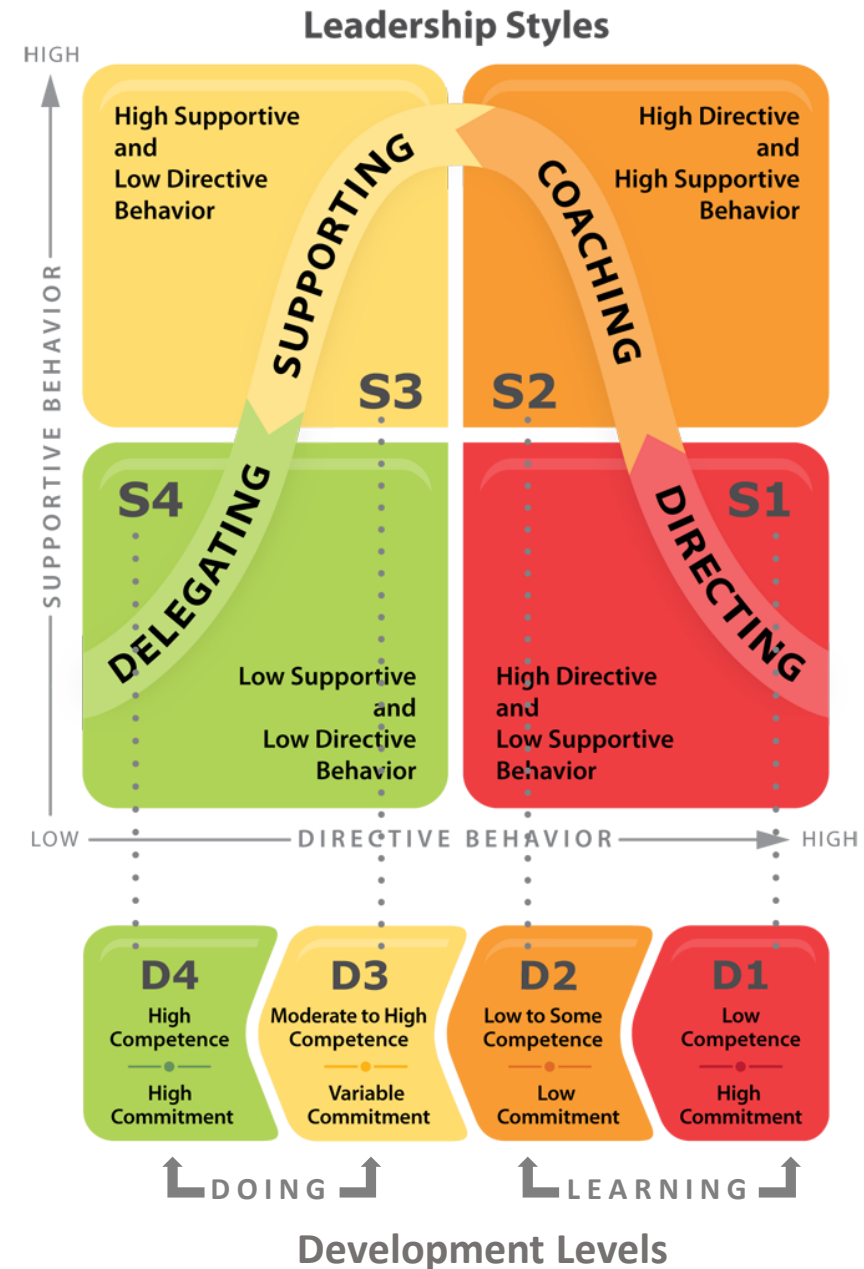 Leadership Styles
HIGH
SUPPORTIVE BEHAVIOR
High Supportive
and
Low Directive
Behavior
SUPPORTING
S3
High Directive
and
High Supportive
Behavior
COACHING
S2
S4
DELEGATING
Low Supportive
and
Low Directive
Behavior
S1
DIRECTING
High Directive
and
Low Supportive
Behavior
LOW
DIRECTIVE BEHAVIOR
HIGH
D4
High
Competence
High
Commitment
D3
Moderate to High
Competence
Variable
Commitment
D2
Low to Some
Competence
Low
Commitment
D1
Low
Competence
High
Commitment
DOING
LEARNING
Development Levels